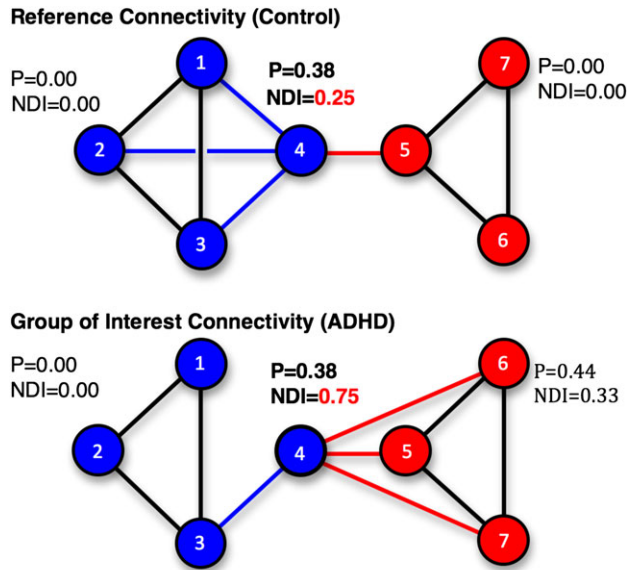 Reference Connectivity (Control)
P=0.00
NDI=0.00
1
P=0.38
NDI=0.25
7
P=0.00
NDI=0.00
2
4
5
3
6
Group of Interest Connectivity (ADHD)
P=0.00
NDI=0.00
1
P=0.38
NDI=0.75
6
P=0.44
NDI=0.33
2
4
5
3
7